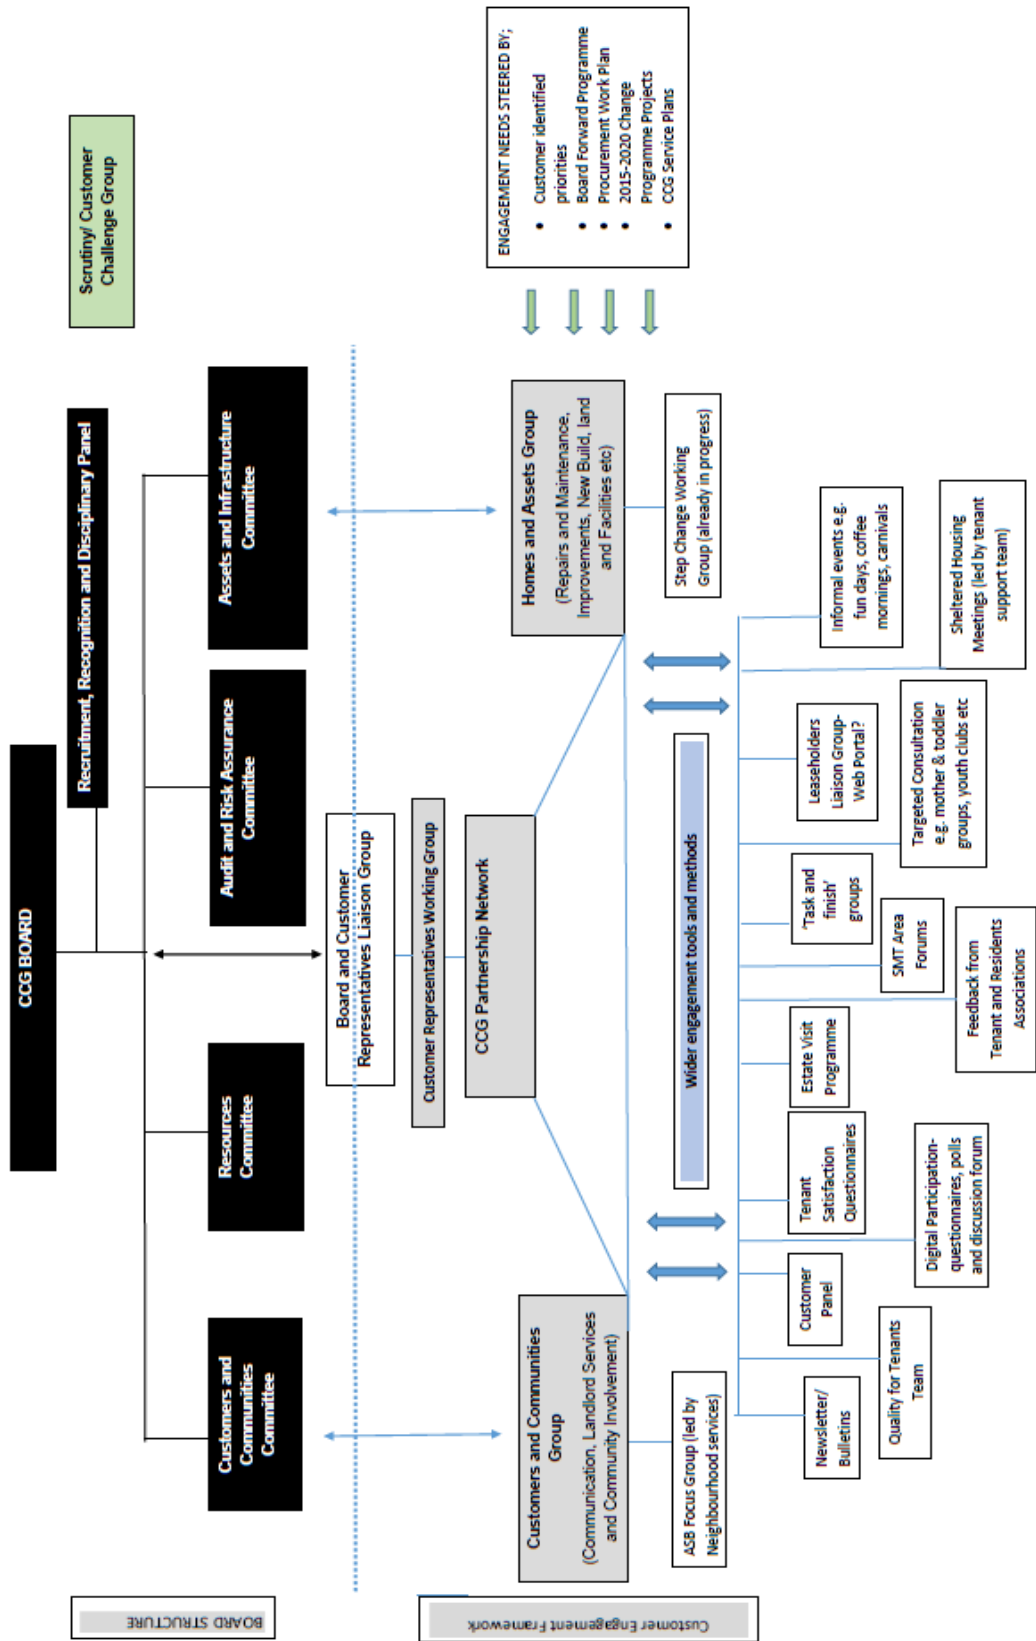 CCG BOARD
Recruitment, Recognition and Disciplinary Panel
Scrutiny/ Customer
Challenge Group
Customers and
Communities
Committee
Resources
Committee
Audit and Risk Assurance
Committee
Assets and Infrastructure
Committee
BOARD STRUCTURE
Board and Customer
Representatives Liaison Group
Customer Representatives Working Group
CCG Partnership Network
Customer Engagement Framework
Customers and Communities
Group
(Communication, Landlord Services
and Community Involvement)
Homes and Assets Group
(Repairs and Maintenance,
Improvements, New Build, land
and Facilities etc)
ENGAGEMENT NEEDS STEERED BY;
• Customer identified
priorities
• Board Forward Programme
• Procurement Work Plan
• 2015-2020 Change
Programme Projects
• CCG Service Plans
ASB Focus Group (led by
Neighbourhood services)
Wider engagement tools and methods
Step Change Working
Group (already in progress)
Newsletter/
Bulletins
Quality for Tenants
Team
Customer
Panel
Digital Participation-
questionnaires, polls
and discussion forum
Tenant
Satisfaction
Questionnaires
Estate Visit
Programme
Feedback from
Tenant and Residents
Associations
SMT Area
Forums
'Task and
finish'
groups
Targeted Consultation
e.g. mother & toddler
groups, youth clubs etc
Leaseholders
Liaison Group-
Web Portal?
Sheltered Housing
Meetings (led by tenant
support team)
Informal events e.g.
fun days, coffee
mornings, carnivals